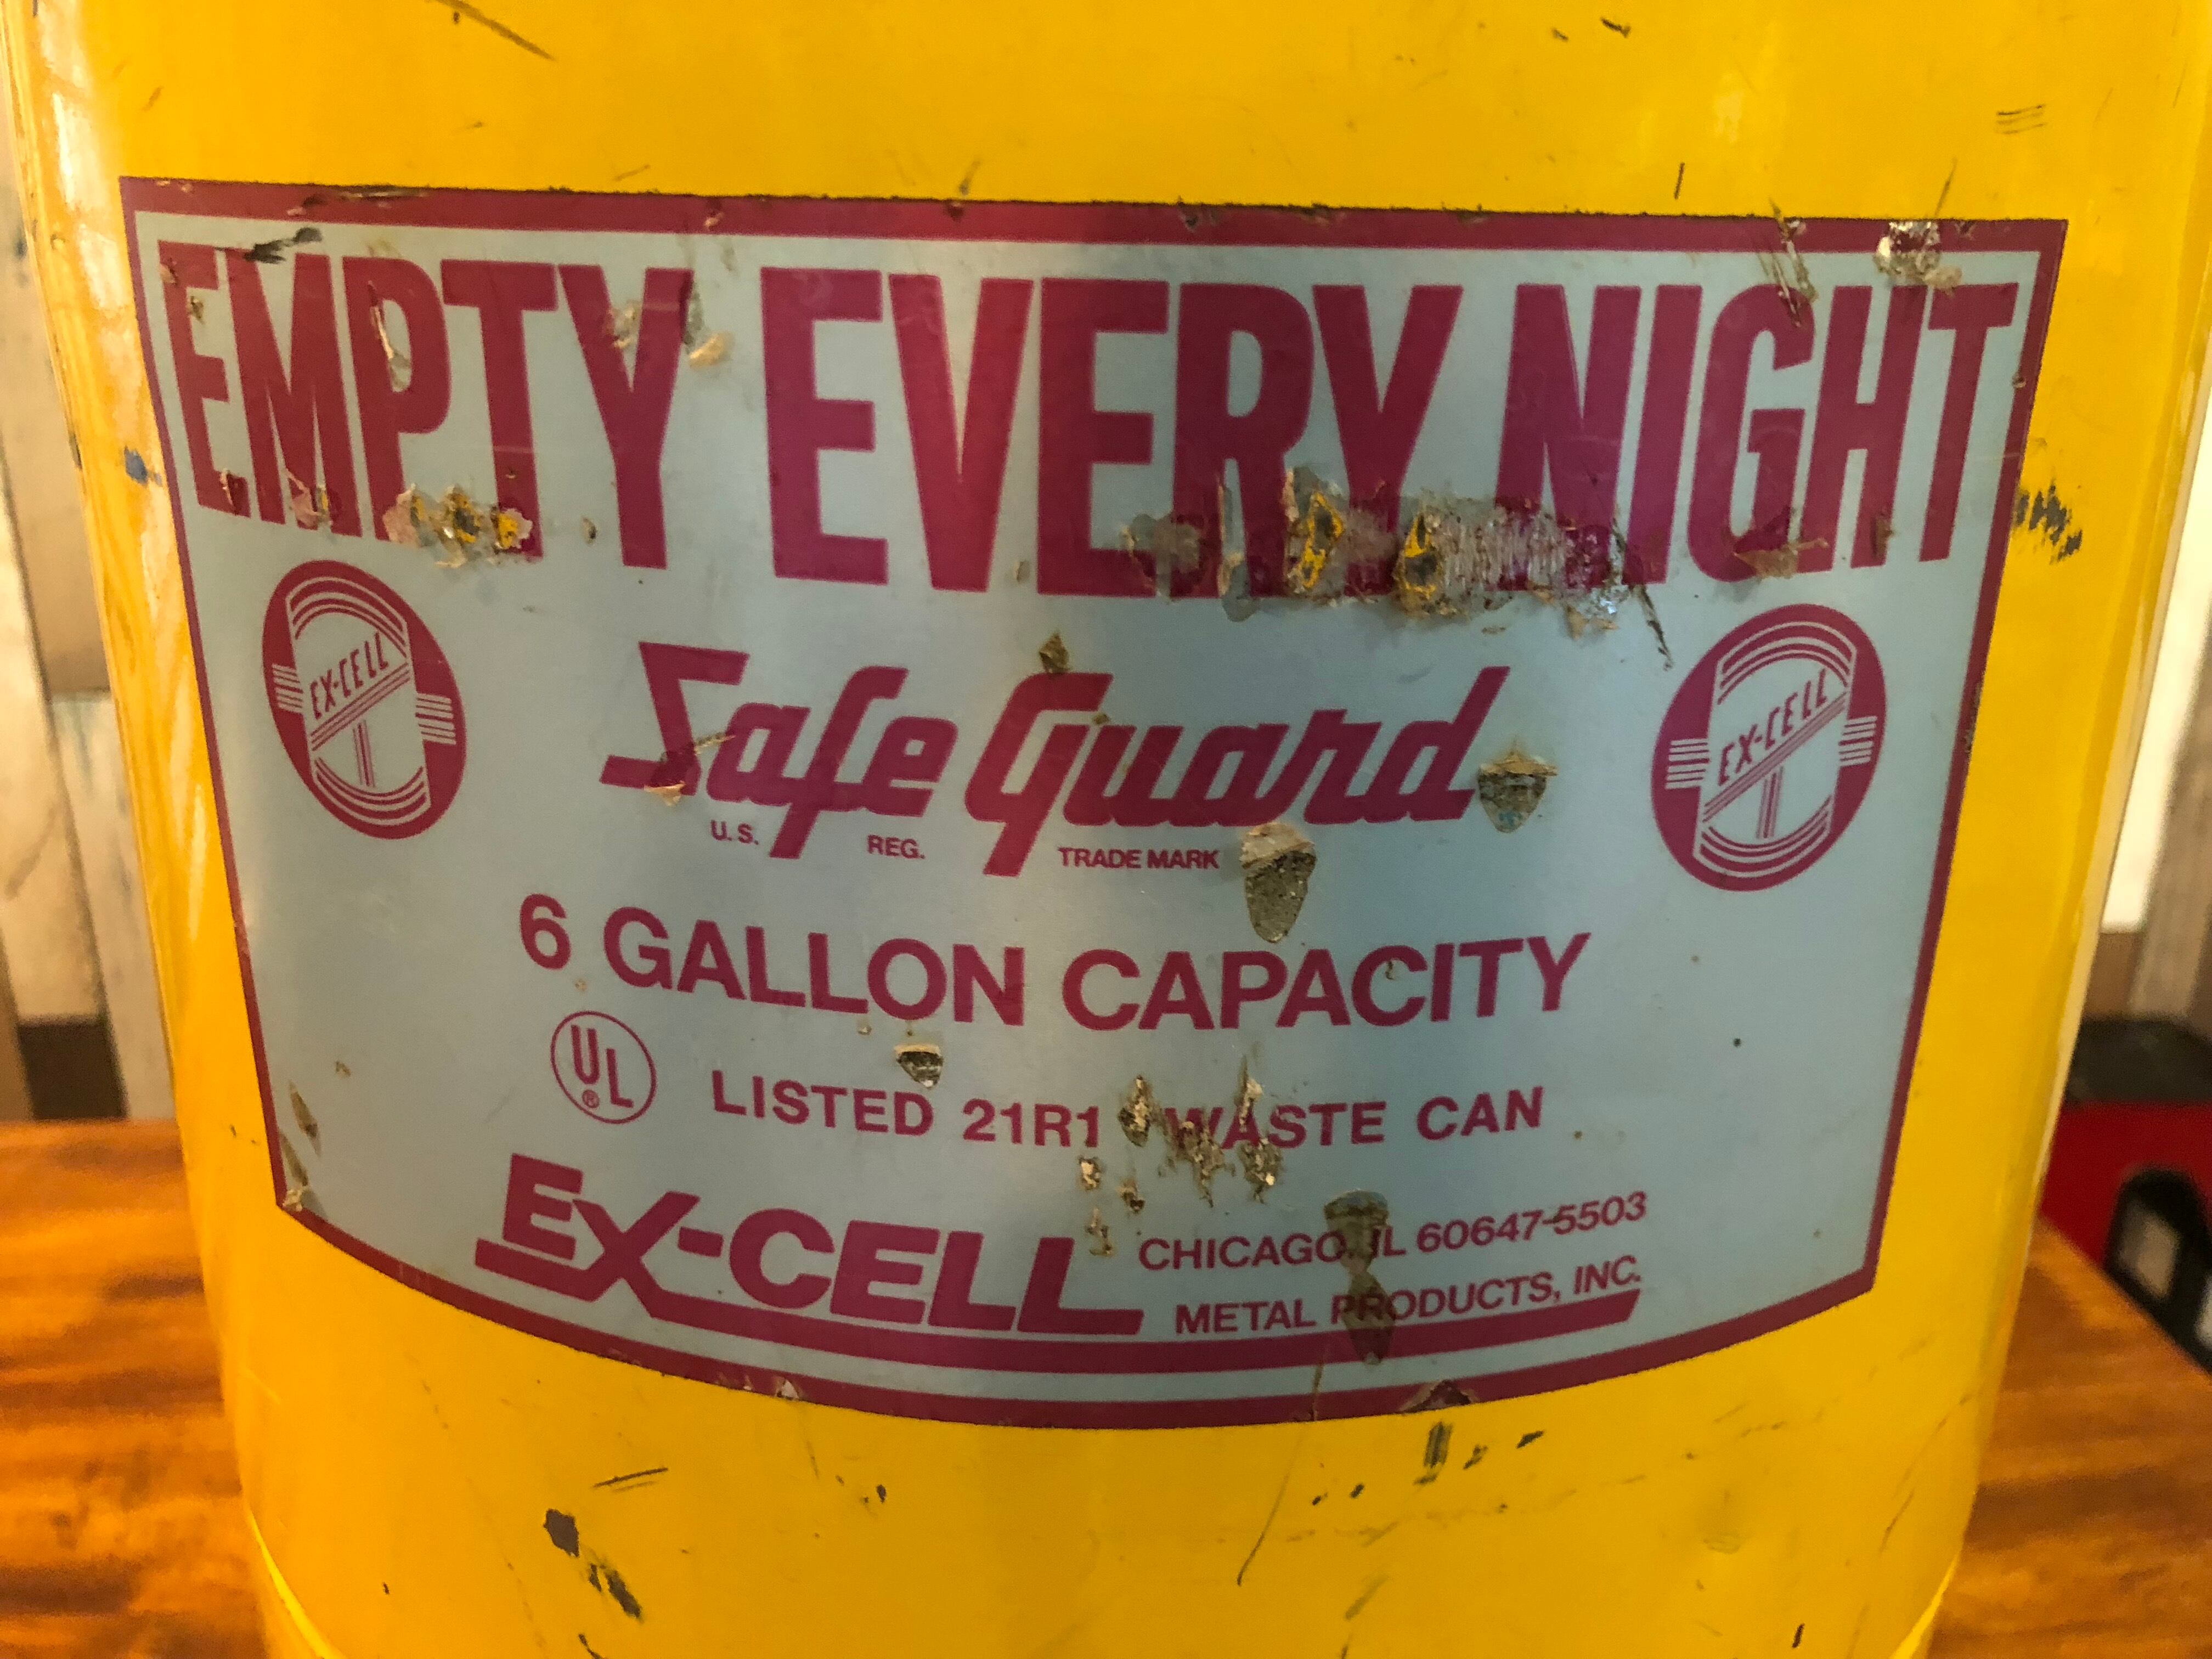 EMPTY EVERY NIGHT
EX-CELL
Safe Guard
EX-CELL
U.S. REG. TRADE MARK
6 GALLON CAPACITY
UL® LISTED 21R1 WASTE CAN
EX-CELL CHICAGO, IL 60647-5503
METAL PRODUCTS, INC.